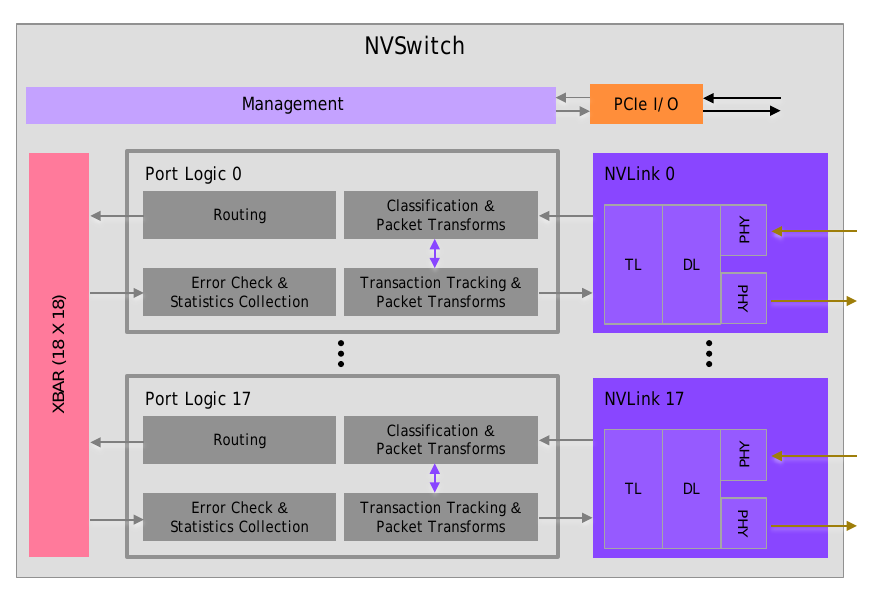 NVSwitch
Management
PCIe I/O
XBAR (18 X 18)
Port Logic 0
Routing
Classification &
Packet Transforms
Error Check &
Statistics Collection
Transaction Tracking &
Packet Transforms
NVLink 0
TL
DL
PHY
PHY
Port Logic 17
Routing
Classification &
Packet Transforms
Error Check &
Statistics Collection
Transaction Tracking &
Packet Transforms
NVLink 17
TL
DL
PHY
PHY